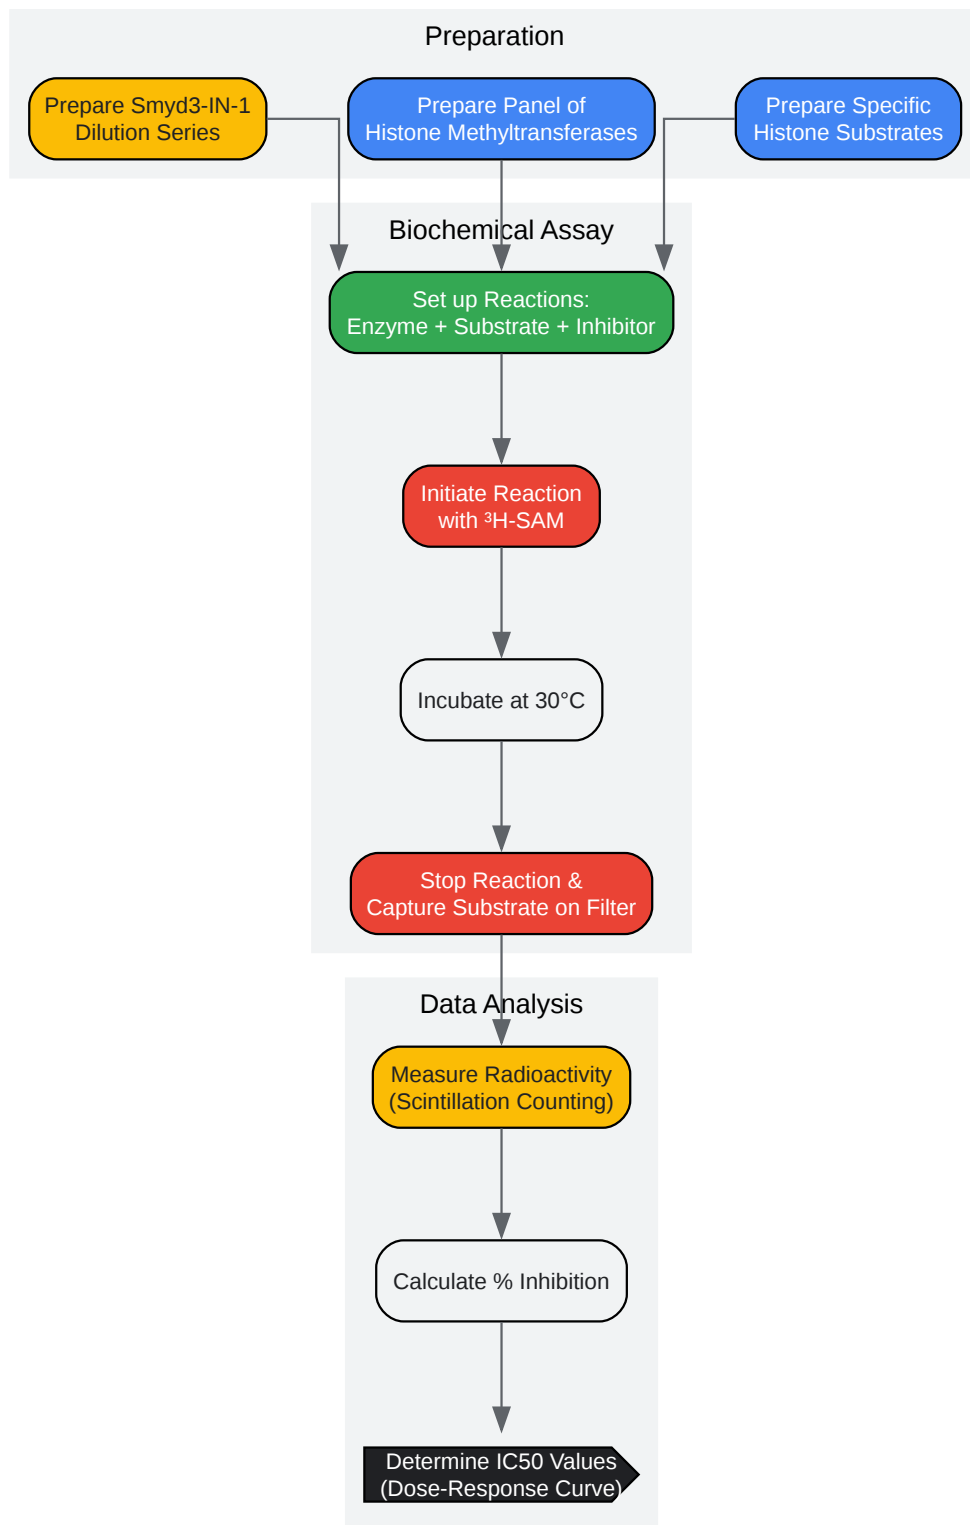 Preparation
Prepare Smyd3-IN-1
Dilution Series
Prepare Panel of
Histone Methyltransferases
Prepare Specific
Histone Substrates
Biochemical Assay
Set up Reactions:
Enzyme + Substrate + Inhibitor
Initiate Reaction
with ³H-SAM
Incubate at 30°C
Stop Reaction &
Capture Substrate on Filter
Data Analysis
Measure Radioactivity
(Scintillation Counting)
Calculate % Inhibition
Determine IC50 Values
(Dose-Response Curve)